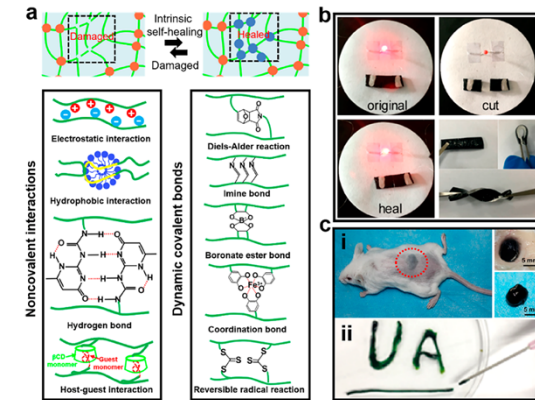 a
Damaged
Intrinsic
self-healing
Damaged
Healed
Noncovalent interactions
Electrostatic interaction
Hydrophobic interaction
N-H
O
H
N
Hydrogen bond
βCD
monomer
Guest
monomer
Host-guest interaction
Dynamic covalent bonds
Diels-Alder reaction
Imine bond
Boronate ester bond
Fe³⁺
Coordination bond
Reversible radical reaction
b
original
cut
heal
c
i
5 mm
5 mm
ii
UA